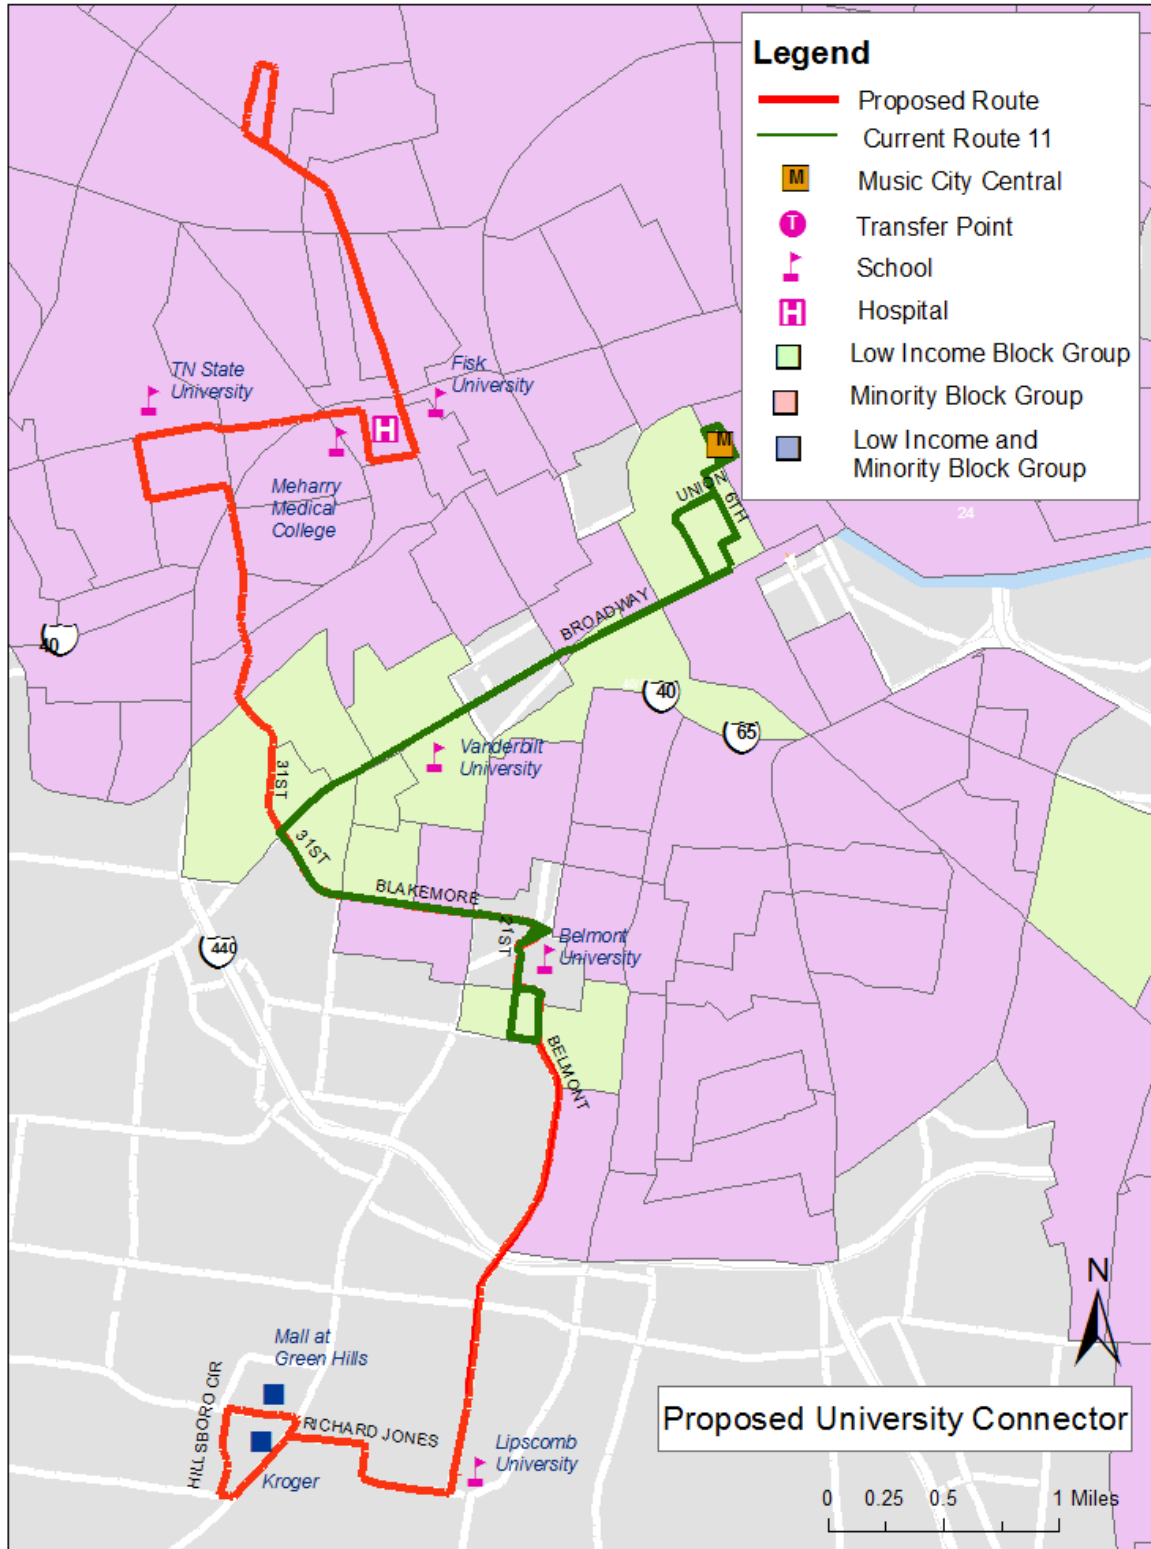 Legend
Proposed Route
Current Route 11
M
Music City Central
T
Transfer Point
School
H
Hospital
Low Income Block Group
Minority Block Group
Low Income and
Minority Block Group
TN State
University
Fisk
University
H
Meharry
Medical
College
M
UNION
6TH
24
BROADWAY
40
40
65
Vanderbilt
University
31ST
31ST
BLAKEMORE
21ST
Belmont
University
440
BELMONT
N
Mall at
Green Hills
HILLSBORO CIR
RICHARD JONES
Kroger
Lipscomb
University
Proposed University Connector
0 0.25 0.5 1 Miles